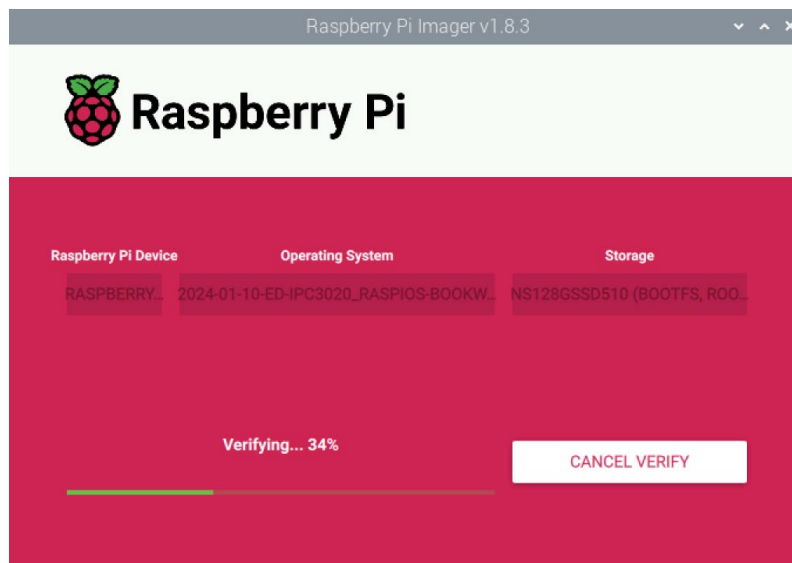 Raspberry Pi Imager v1.8.3
Raspberry Pi
Raspberry Pi Device
Operating System
Storage
RASPBERRY...
2024-01-10-ED-IPC3020_RASPIOS-BOOKW...
NS128GSSD510 (BOOTFS, ROO...
Verifying... 34%
CANCEL VERIFY